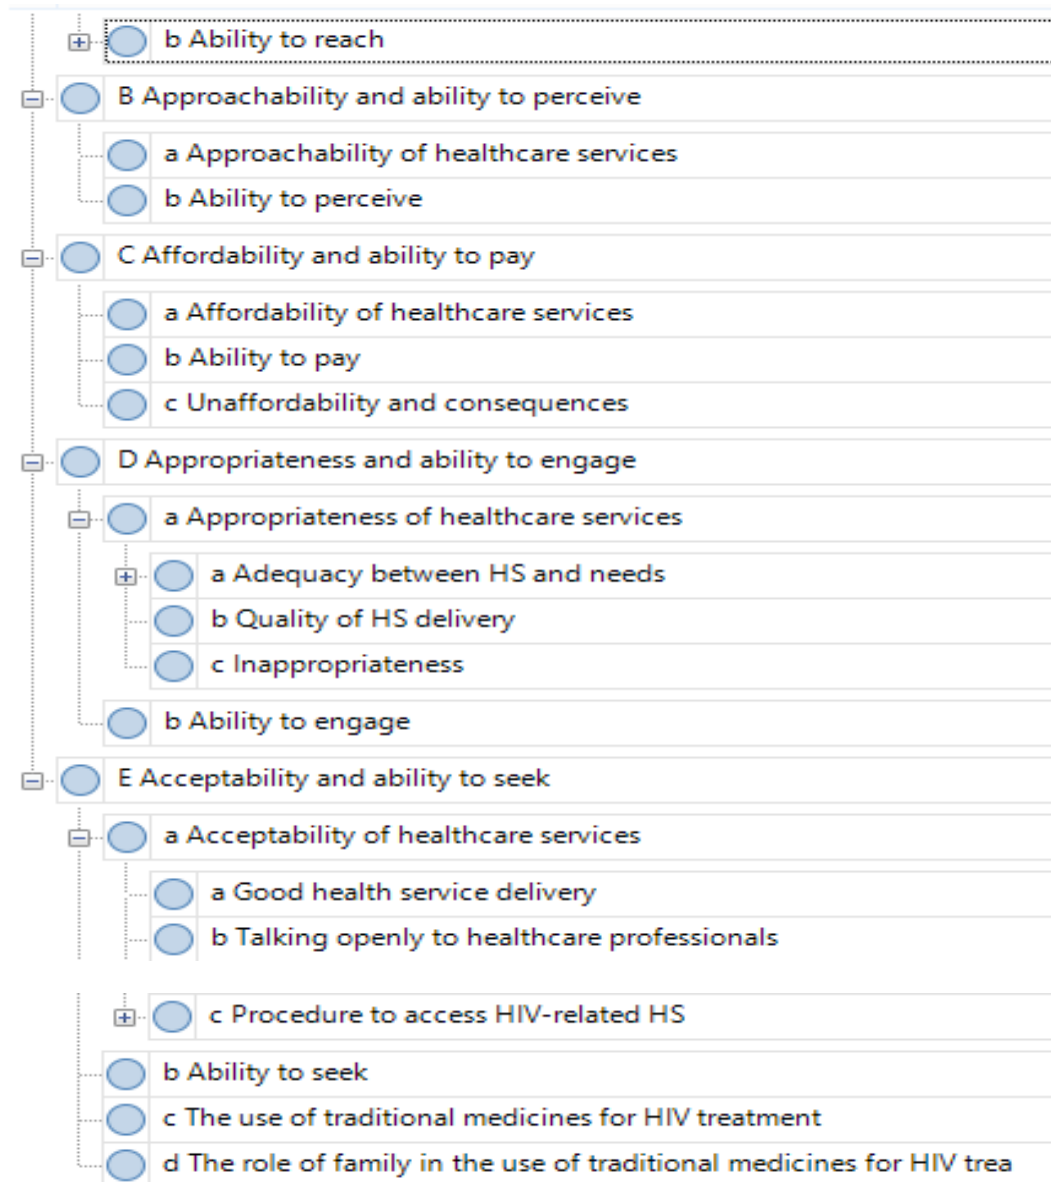 b Ability to reach
B Approachability and ability to perceive
a Approachability of healthcare services
b Ability to perceive
C Affordability and ability to pay
a Affordability of healthcare services
b Ability to pay
c Unaffordability and consequences
D Appropriateness and ability to engage
a Appropriateness of healthcare services
a Adequacy between HS and needs
b Quality of HS delivery
c Inappropriateness
b Ability to engage
E Acceptability and ability to seek
a Acceptability of healthcare services
a Good health service delivery
b Talking openly to healthcare professionals
c Procedure to access HIV-related HS
b Ability to seek
c The use of traditional medicines for HIV treatment
d The role of family in the use of traditional medicines for HIV trea